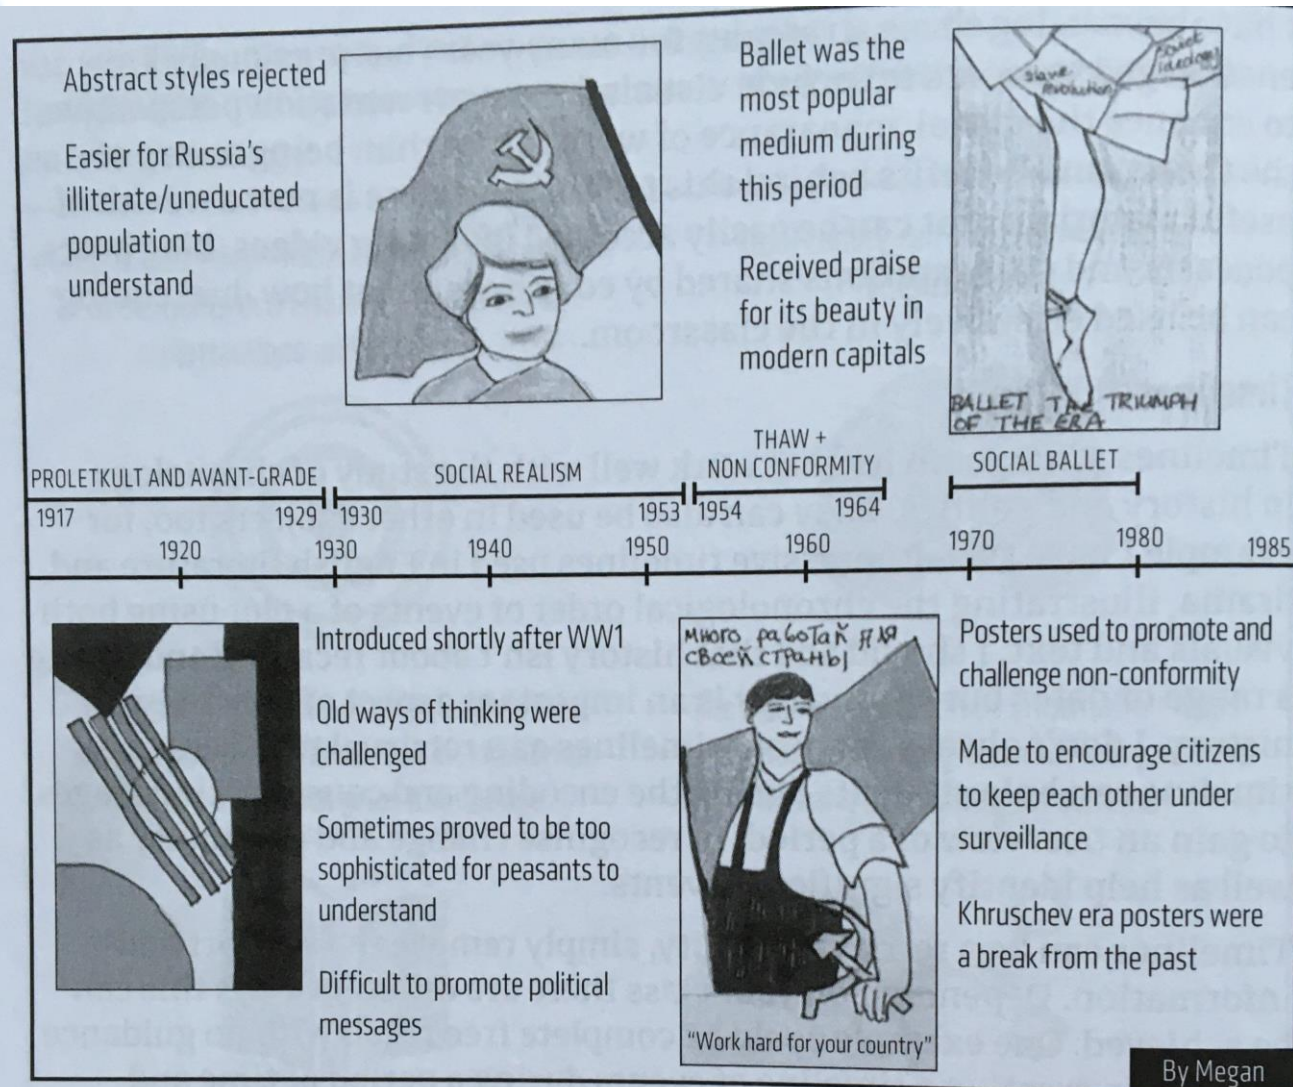 Abstract styles rejected
Easier for Russia's
illiterate/uneducated
population to
understand
Ballet was the
most popular
medium during
this period
Received praise
for its beauty in
modern capitals
slave
revolution
Soviet
ideology
BALLET THE TRIUMPH
OF THE ERA
PROLETKULT AND AVANT-GRADE
SOCIAL REALISM
THAW +
NON CONFORMITY
SOCIAL BALLET
1917 1929 1930 1953 1954 1964
1920 1930 1940 1950 1960 1970 1980 1985
Introduced shortly after WW1
Old ways of thinking were
challenged
Sometimes proved to be too
sophisticated for peasants to
understand
Difficult to promote political
messages
много работай для
своей страны
"Work hard for your country"
Posters used to promote and
challenge non-conformity
Made to encourage citizens
to keep each other under
surveillance
Khruschev era posters were
a break from the past
By Megan